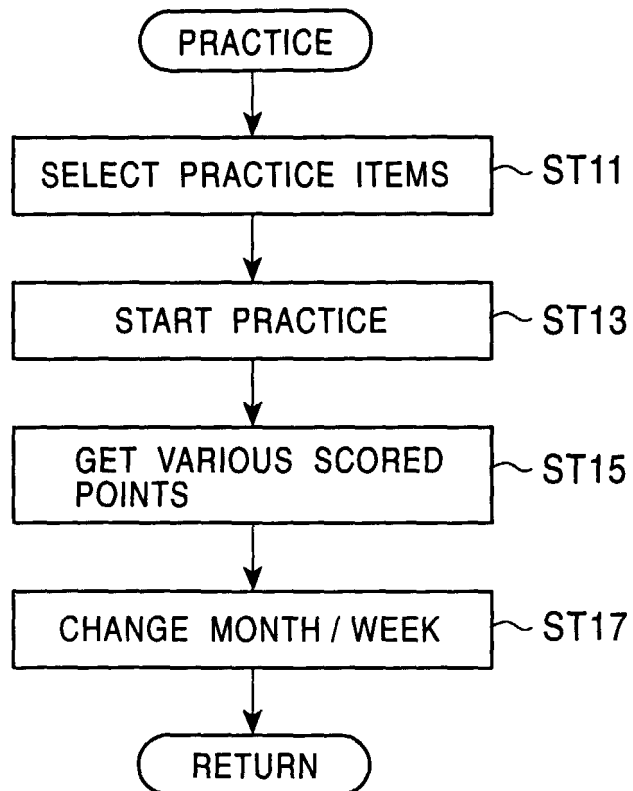 PRACTICE
SELECT PRACTICE ITEMS
ST11
START PRACTICE
ST13
GET VARIOUS SCORED
POINTS
ST15
CHANGE MONTH / WEEK
ST17
RETURN